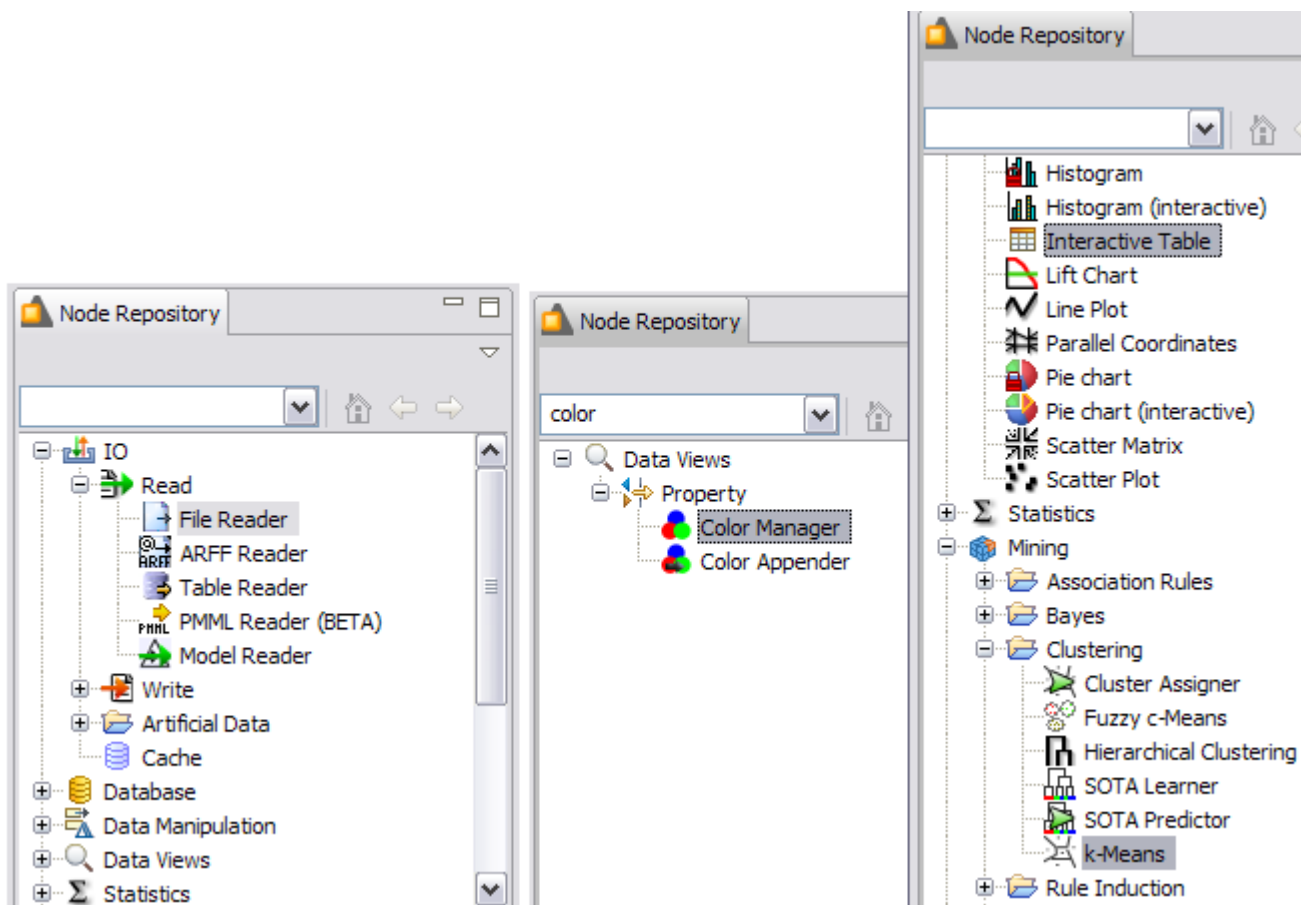 Node Repository
IO
Read
File Reader
ARFF Reader
Table Reader
PMML Reader (BETA)
Model Reader
Write
Artificial Data
Cache
Database
Data Manipulation
Data Views
Statistics
Node Repository
color
Data Views
Property
Color Manager
Color Appender
Node Repository
Histogram
Histogram (interactive)
Interactive Table
Lift Chart
Line Plot
Parallel Coordinates
Pie chart
Pie chart (interactive)
Scatter Matrix
Scatter Plot
Statistics
Mining
Association Rules
Bayes
Clustering
Cluster Assigner
Fuzzy c-Means
Hierarchical Clustering
SOTA Learner
SOTA Predictor
k-Means
Rule Induction